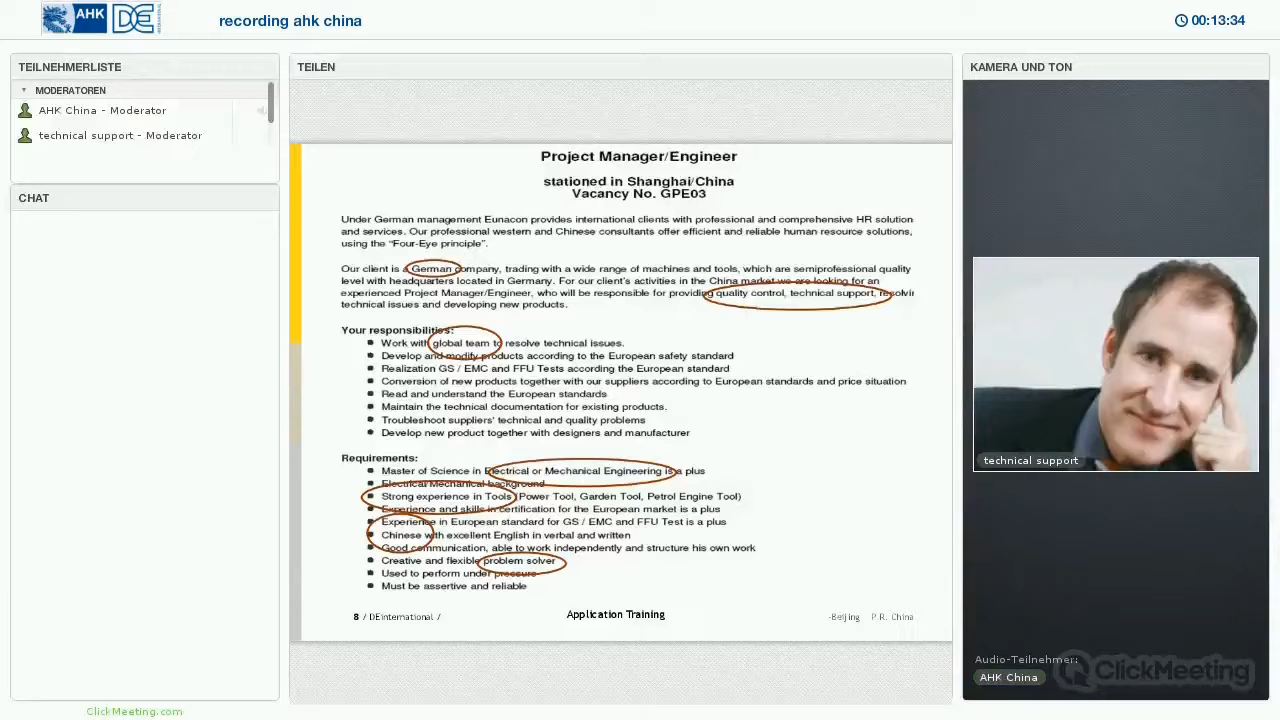 AHK
DE
INTERNATIONAL
recording ahk china
00:13:34
TEILNEHMERLISTE
MODERATOREN
AHK China - Moderator
technical support - Moderator
CHAT
ClickMeeting.com
TEILEN
Project Manager/Engineer
stationed in Shanghai/China
Vacancy No. GPE03
Under German management Eunacon provides international clients with professional and comprehensive HR solution
and services. Our professional western and Chinese consultants offer efficient and reliable human resource solutions,
using the “Four-Eye principle”.
Our client is a German company, trading with a wide range of machines and tools, which are semiprofessional quality
level with headquarters located in Germany. For our client's activities in the China market we are looking for an
experienced Project Manager/Engineer, who will be responsible for providing quality control, technical support, resolvin
technical issues and developing new products.
Your responsibilities:
Work with global team to resolve technical issues.
Develop and modify products according to the European safety standard
Realization GS / EMC and FFU Tests according the European standard
Conversion of new products together with our suppliers according to European standards and price situation
Read and understand the European standards
Maintain the technical documentation for existing products.
Troubleshoot suppliers' technical and quality problems
Develop new product together with designers and manufacturer
Requirements:
Master of Science in Electrical or Mechanical Engineering is a plus
Electrical/Mechanical background
Strong experience in Tools (Power Tool, Garden Tool, Petrol Engine Tool)
Experience and skills in certification for the European market is a plus
Experience in European standard for GS / EMC and FFU Test is a plus
Chinese with excellent English in verbal and written
Good communication, able to work independently and structure his own work
Creative and flexible problem solver
Used to perform under pressure
Must be assertive and reliable
8 / DEinternational /
Application Training
-Beijing P.R. China
KAMERA UND TON
technical support
Audio-Teilnehmer:
AHK China
ClickMeeting